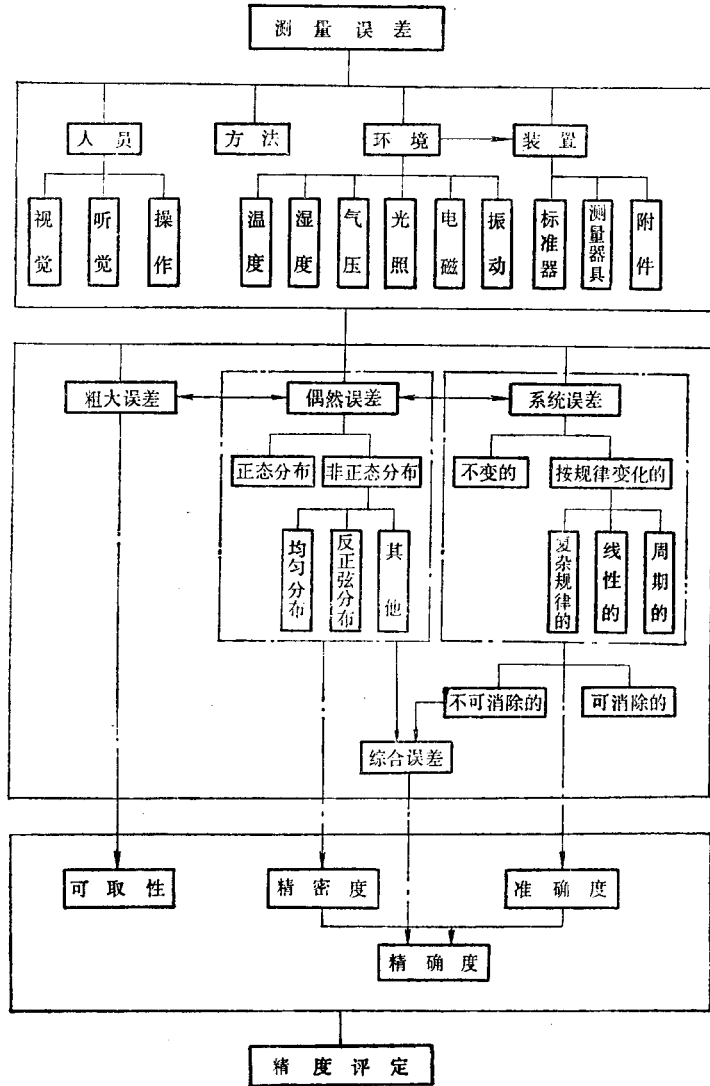 测量误差
人员 方法 环境 装置
视觉 听觉 操作 温度 湿度 气压 光照 电磁 振动 标准器 测量器具 附件
粗大误差 偶然误差 系统误差
正态分布 非正态分布 不变的 按规律变化的
均匀分布 反正弦分布 其他 复杂规律的 线性的 周期的
不可消除的 可消除的
综合误差
可取性 精密度 准确度
精确度
精度评定